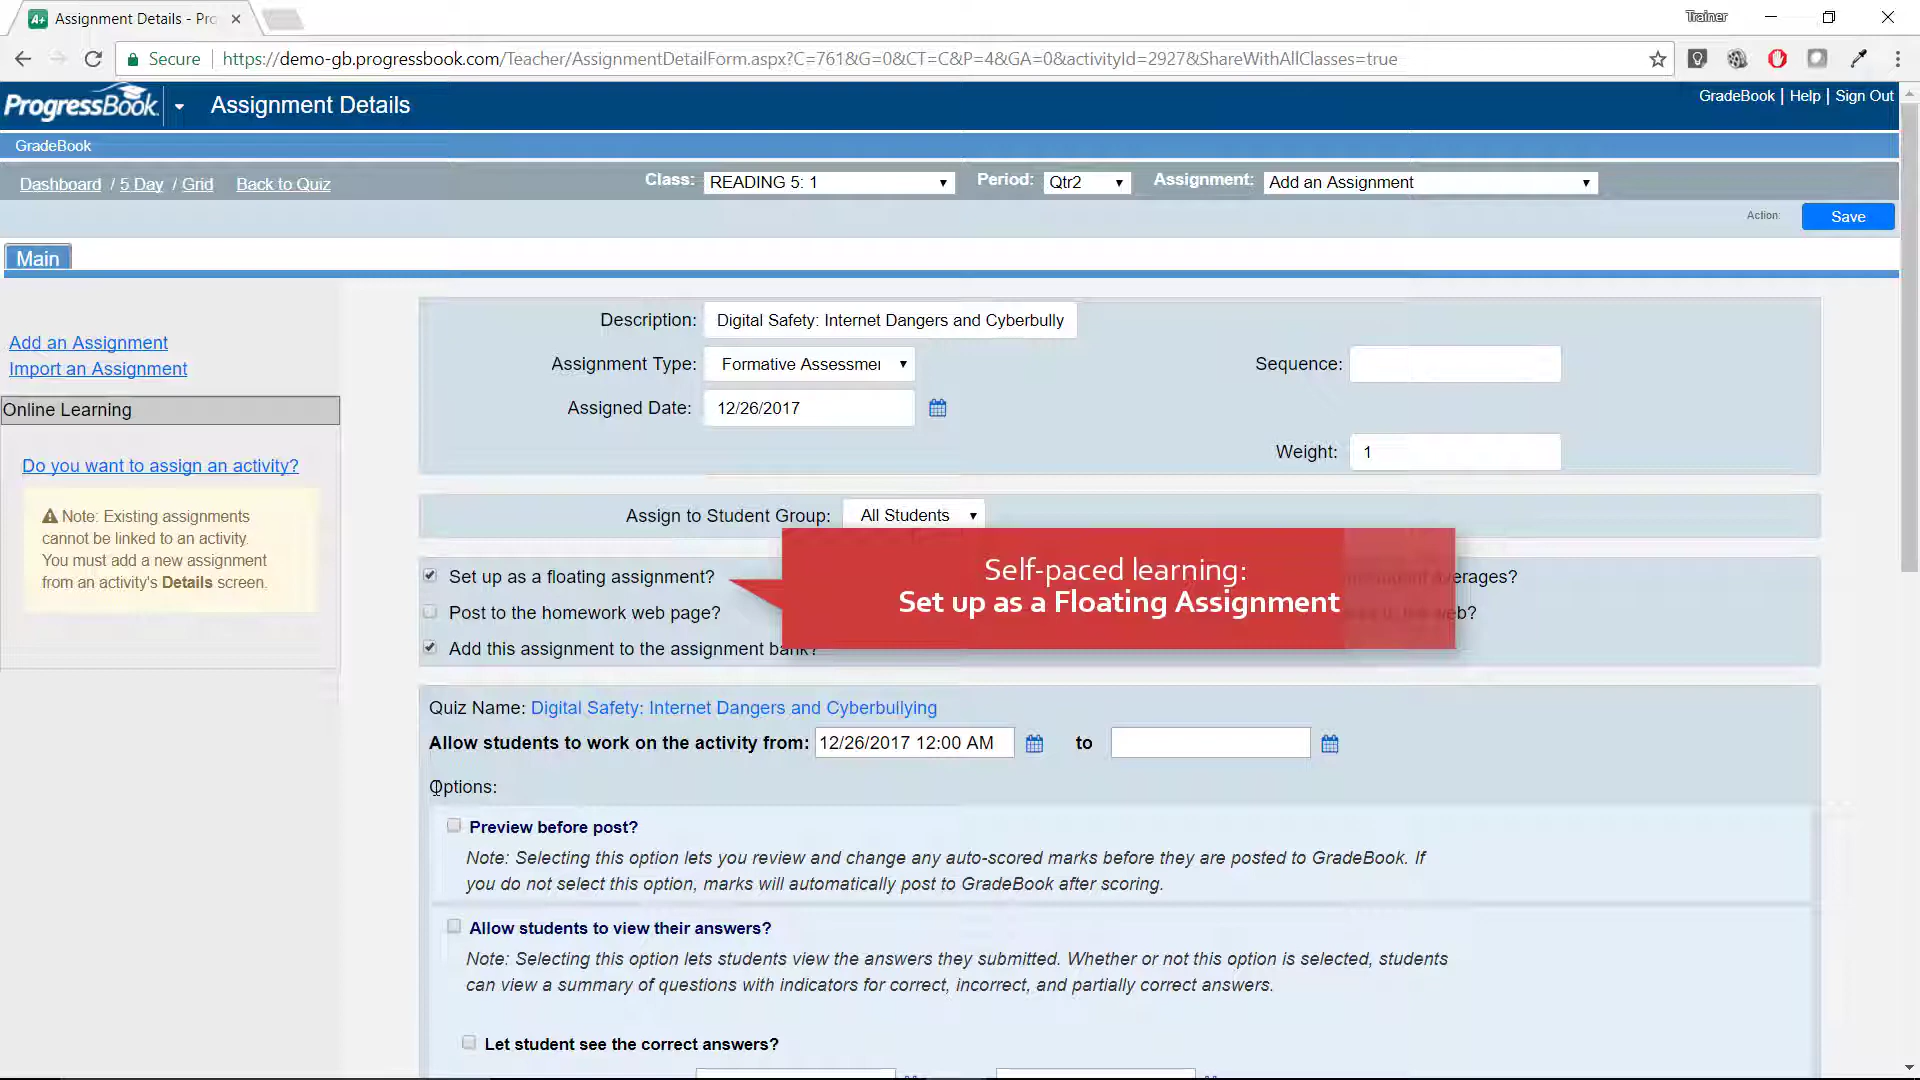 Assignment Details - Pro
Trainer
Secure
https://demo-gb.progressbook.com/Teacher/AssignmentDetailForm.aspx?C=761&G=0&CT=C&P=4&GA=0&activityId=2927&ShareWithAllClasses=true
ProgressBook
Assignment Details
GradeBook | Help | Sign Out
GradeBook
Dashboard / 5 Day / Grid Back to Quiz
Class: READING 5: 1 Period: Qtr2 Assignment: Add an Assignment
Action: Save
Main
Add an Assignment
Import an Assignment
Online Learning
Do you want to assign an activity?
Note: Existing assignments
cannot be linked to an activity.
You must add a new assignment
from an activity's Details screen.
Description: Digital Safety: Internet Dangers and Cyberbully
Assignment Type: Formative Assessmer Sequence:
Assigned Date: 12/26/2017
Weight: 1
Assign to Student Group: All Students
Set up as a floating assignment?
averages?
Post to the homework web page?
Add this assignment to the assignment bank?
Self-paced learning:
Set up as a Floating Assignment
Quiz Name: Digital Safety: Internet Dangers and Cyberbullying
Allow students to work on the activity from: 12/26/2017 12:00 AM to
Options:
Preview before post?
Note: Selecting this option lets you review and change any auto-scored marks before they are posted to GradeBook. If
you do not select this option, marks will automatically post to GradeBook after scoring.
Allow students to view their answers?
Note: Selecting this option lets students view the answers they submitted. Whether or not this option is selected, students
can view a summary of questions with indicators for correct, incorrect, and partially correct answers.
Let student see the correct answers?